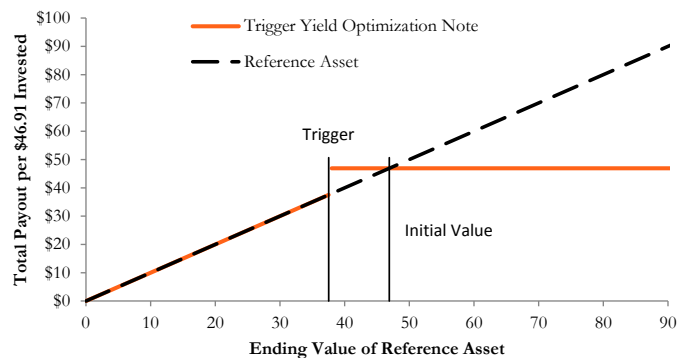 Total Payout per $46.91 Invested
$100
$90
$80
$70
$60
$50
$40
$30
$20
$10
$0
Trigger Yield Optimization Note
Reference Asset
Trigger
Initial Value
0 10 20 30 40 50 60 70 80 90
Ending Value of Reference Asset